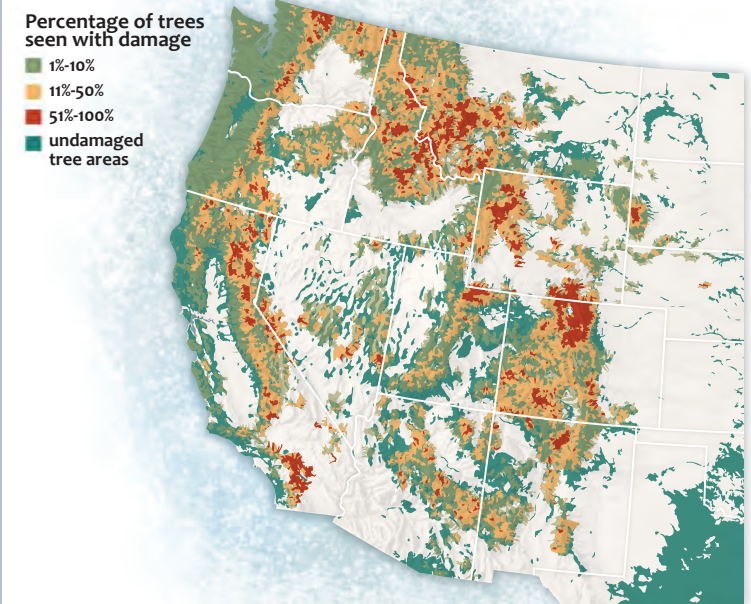 Percentage of trees
seen with damage
1%-10%
11%-50%
51%-100%
undamaged
tree areas